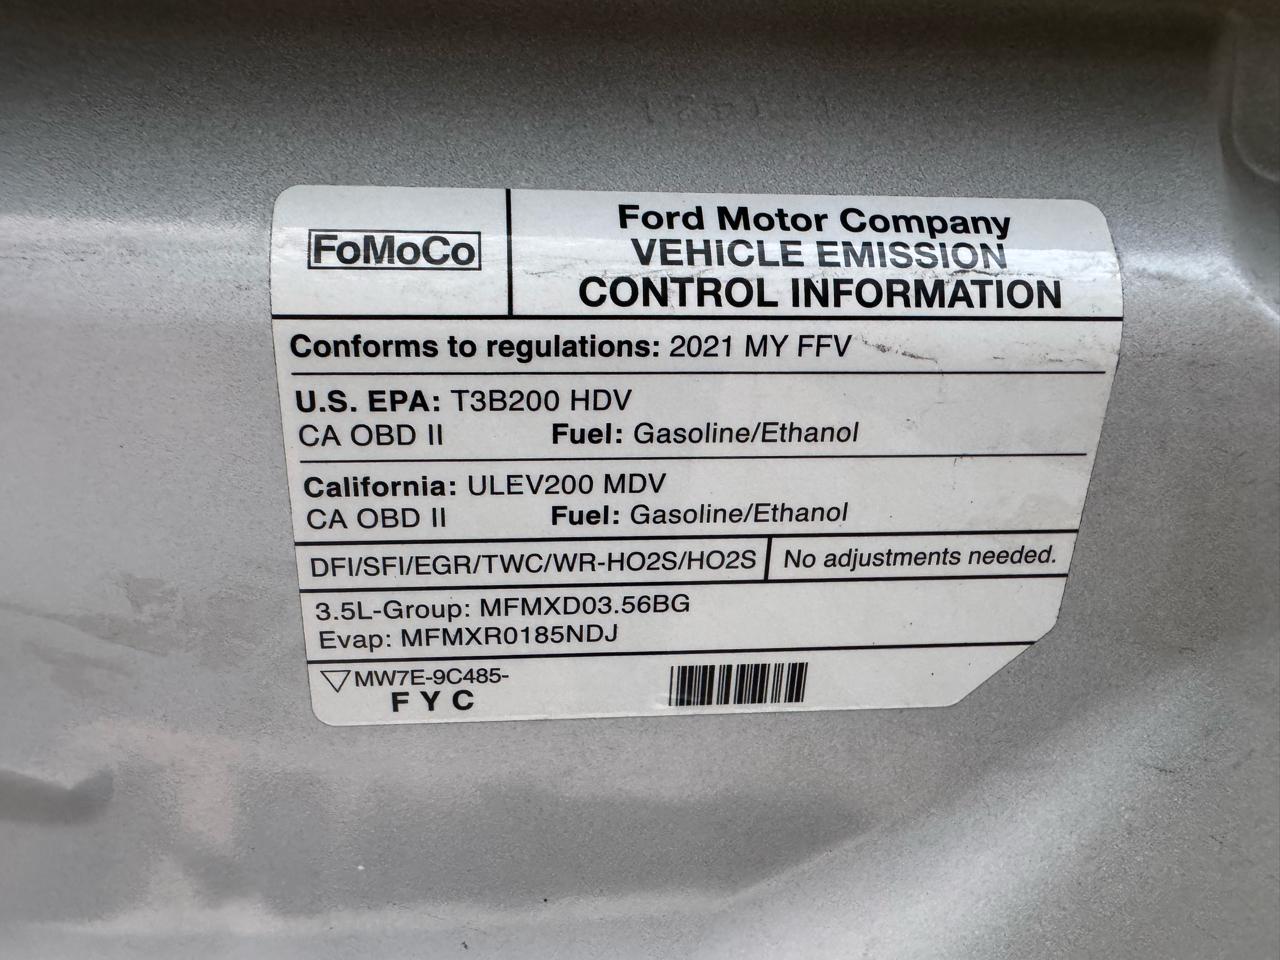 FoMoCo
Ford Motor Company
VEHICLE EMISSION
CONTROL INFORMATION
Conforms to regulations: 2021 MY FFV
U.S. EPA: T3B200 HDV
CA OBD II Fuel: Gasoline/Ethanol
California: ULEV200 MDV
CA OBD II Fuel: Gasoline/Ethanol
DFI/SFI/EGR/TWC/WR-HO2S/HO2S No adjustments needed.
3.5L-Group: MFMXD03.56BG
Evap: MFMXR0185NDJ
MW7E-9C485-
F Y C